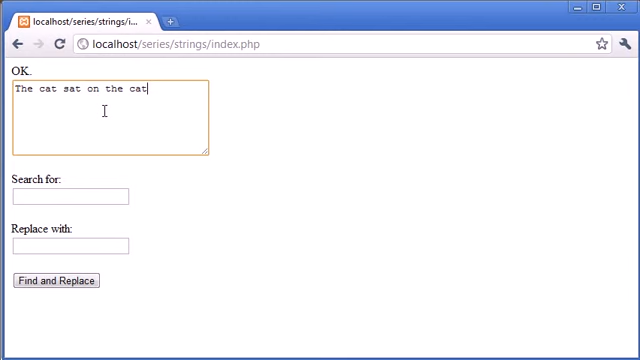 localhost/series/strings/i...
localhost/series/strings/index.php
OK.
The cat sat on the cat
Search for:
Replace with:
Find and Replace